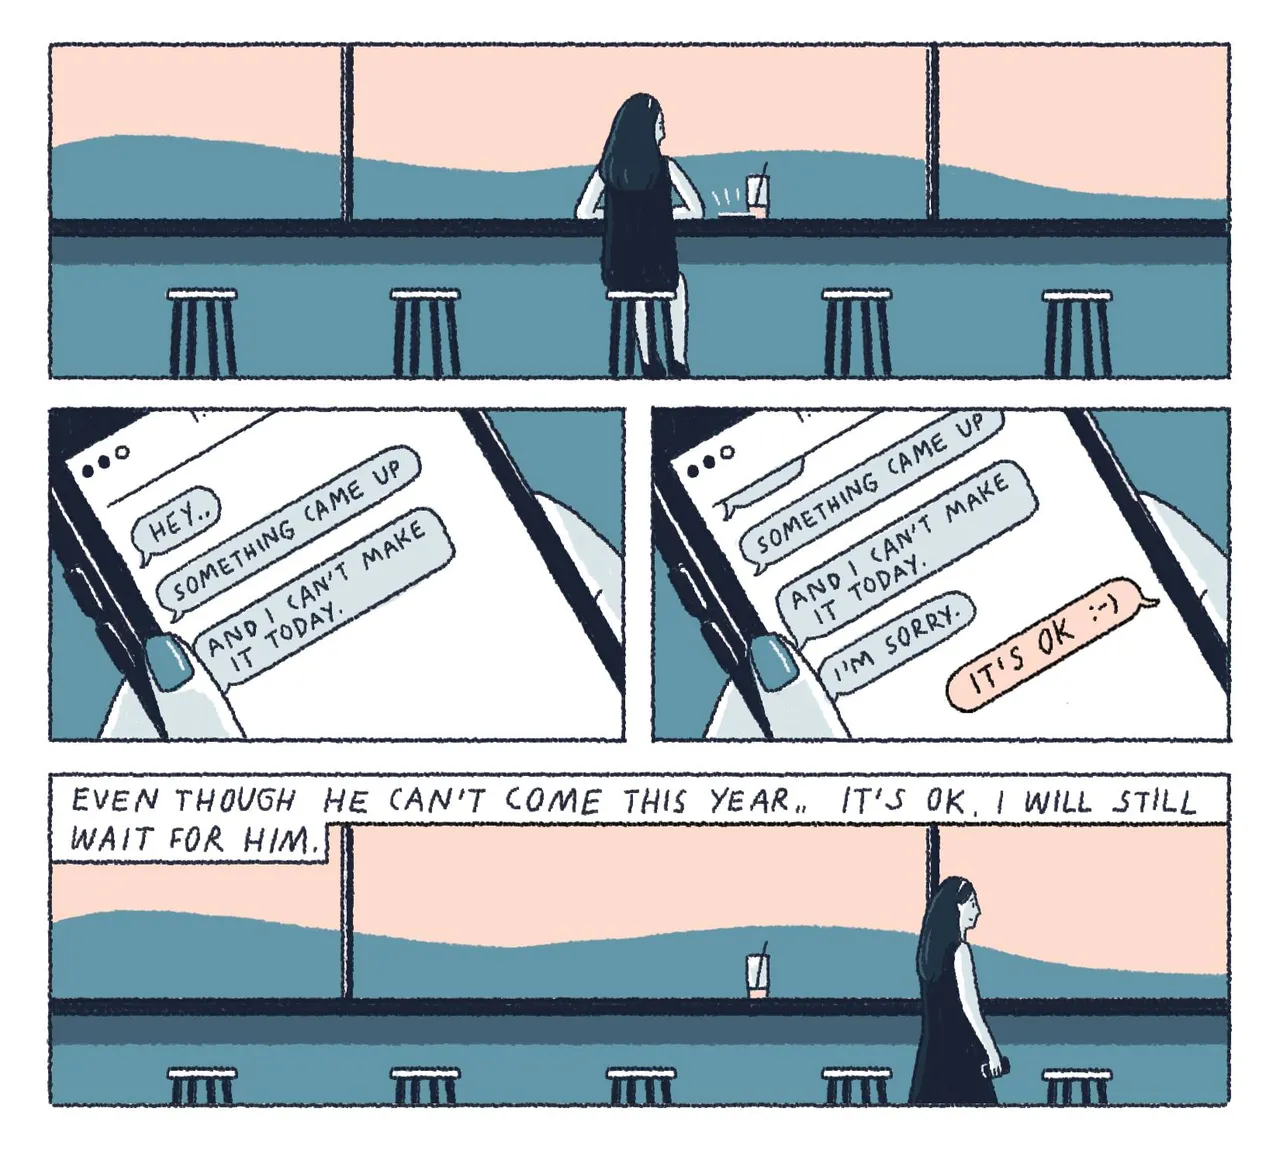 HEY..
SOMETHING CAME UP
AND I CAN'T MAKE
IT TODAY.
SOMETHING CAME UP
AND I CAN'T MAKE
IT TODAY.
I'M SORRY.
IT'S OK :-)
EVEN THOUGH HE CAN'T COME THIS YEAR.. IT'S OK. I WILL STILL
WAIT FOR HIM.